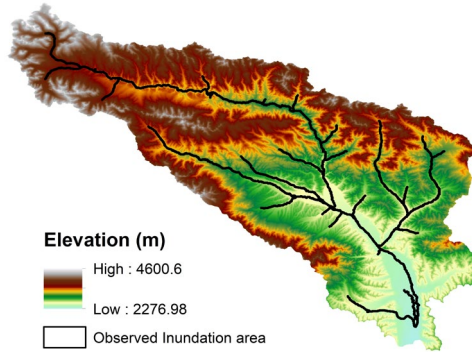 Elevation (m)
High : 4600.6
Low : 2276.98
Observed Inundation area